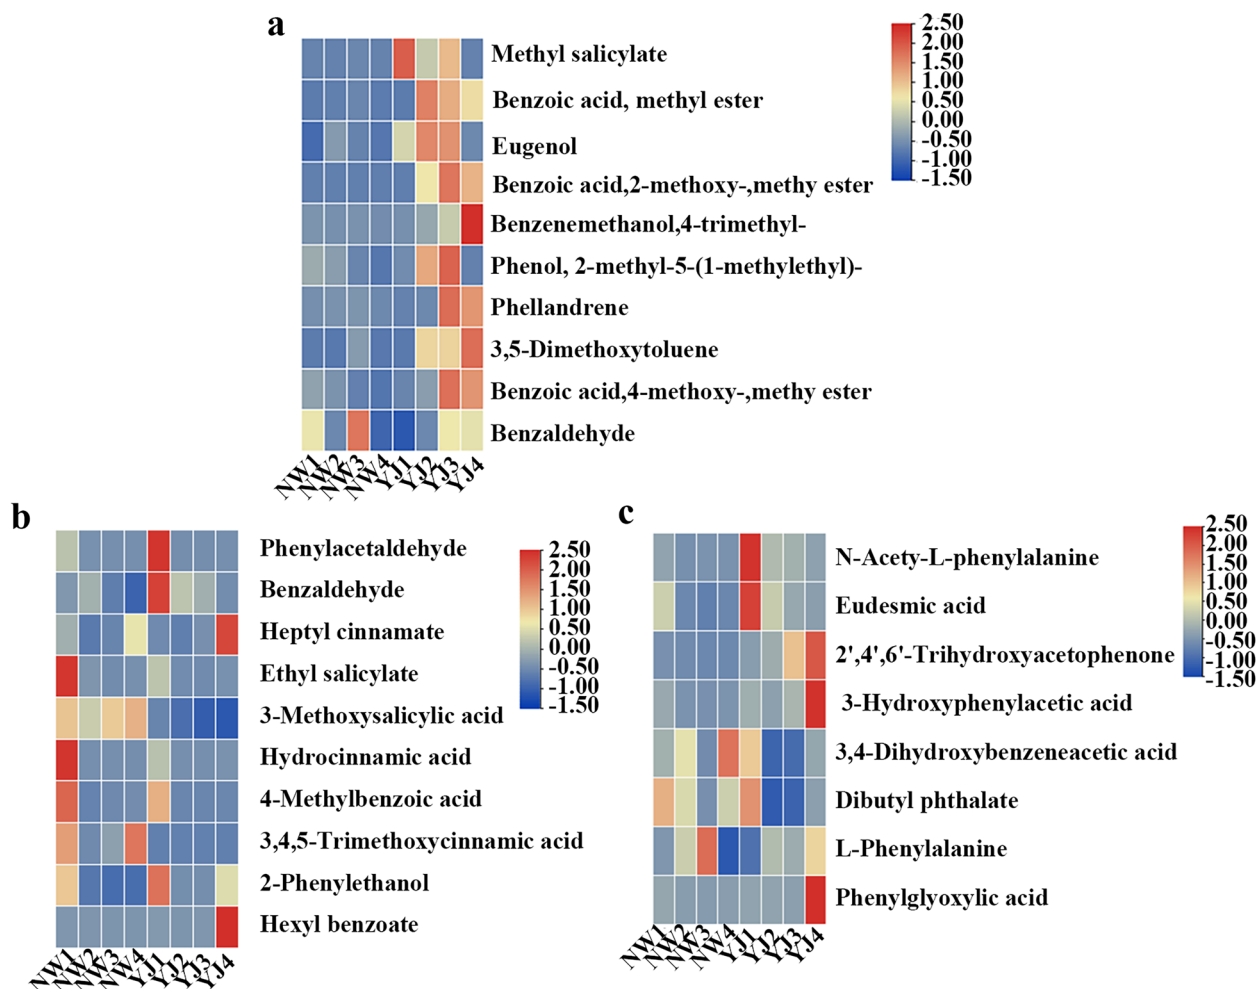 a
Methyl salicylate
Benzoic acid, methyl ester
Eugenol
Benzoic acid,2-methoxy-,methy ester
Benzenemethanol,4-trimethyl-
Phenol, 2-methyl-5-(1-methylethyl)-
Phellandrene
3,5-Dimethoxytoluene
Benzoic acid,4-methoxy-,methy ester
Benzaldehyde
NW1 NW2 NW3 NW4 YJ1 YJ2 YJ3 YJ4
2.50
2.00
1.50
1.00
0.50
0.00
-0.50
-1.00
-1.50
b
Phenylacetaldehyde
Benzaldehyde
Heptyl cinnamate
Ethyl salicylate
3-Methoxysalicylic acid
Hydrocinnamic acid
4-Methylbenzoic acid
3,4,5-Trimethoxycinnamic acid
2-Phenylethanol
Hexyl benzoate
NW1 NW2 NW3 NW4 YJ1 YJ2 YJ3 YJ4
2.50
2.00
1.50
1.00
0.50
0.00
-0.50
-1.00
-1.50
c
N-Acety-L-phenylalanine
Eudesmic acid
2',4',6'-Trihydroxyacetophenone
3-Hydroxyphenylacetic acid
3,4-Dihydroxybenzeneacetic acid
Dibutyl phthalate
L-Phenylalanine
Phenylglyoxylic acid
NW1 NW2 NW3 NW4 YJ1 YJ2 YJ3 YJ4
2.50
2.00
1.50
1.00
0.50
0.00
-0.50
-1.00
-1.50